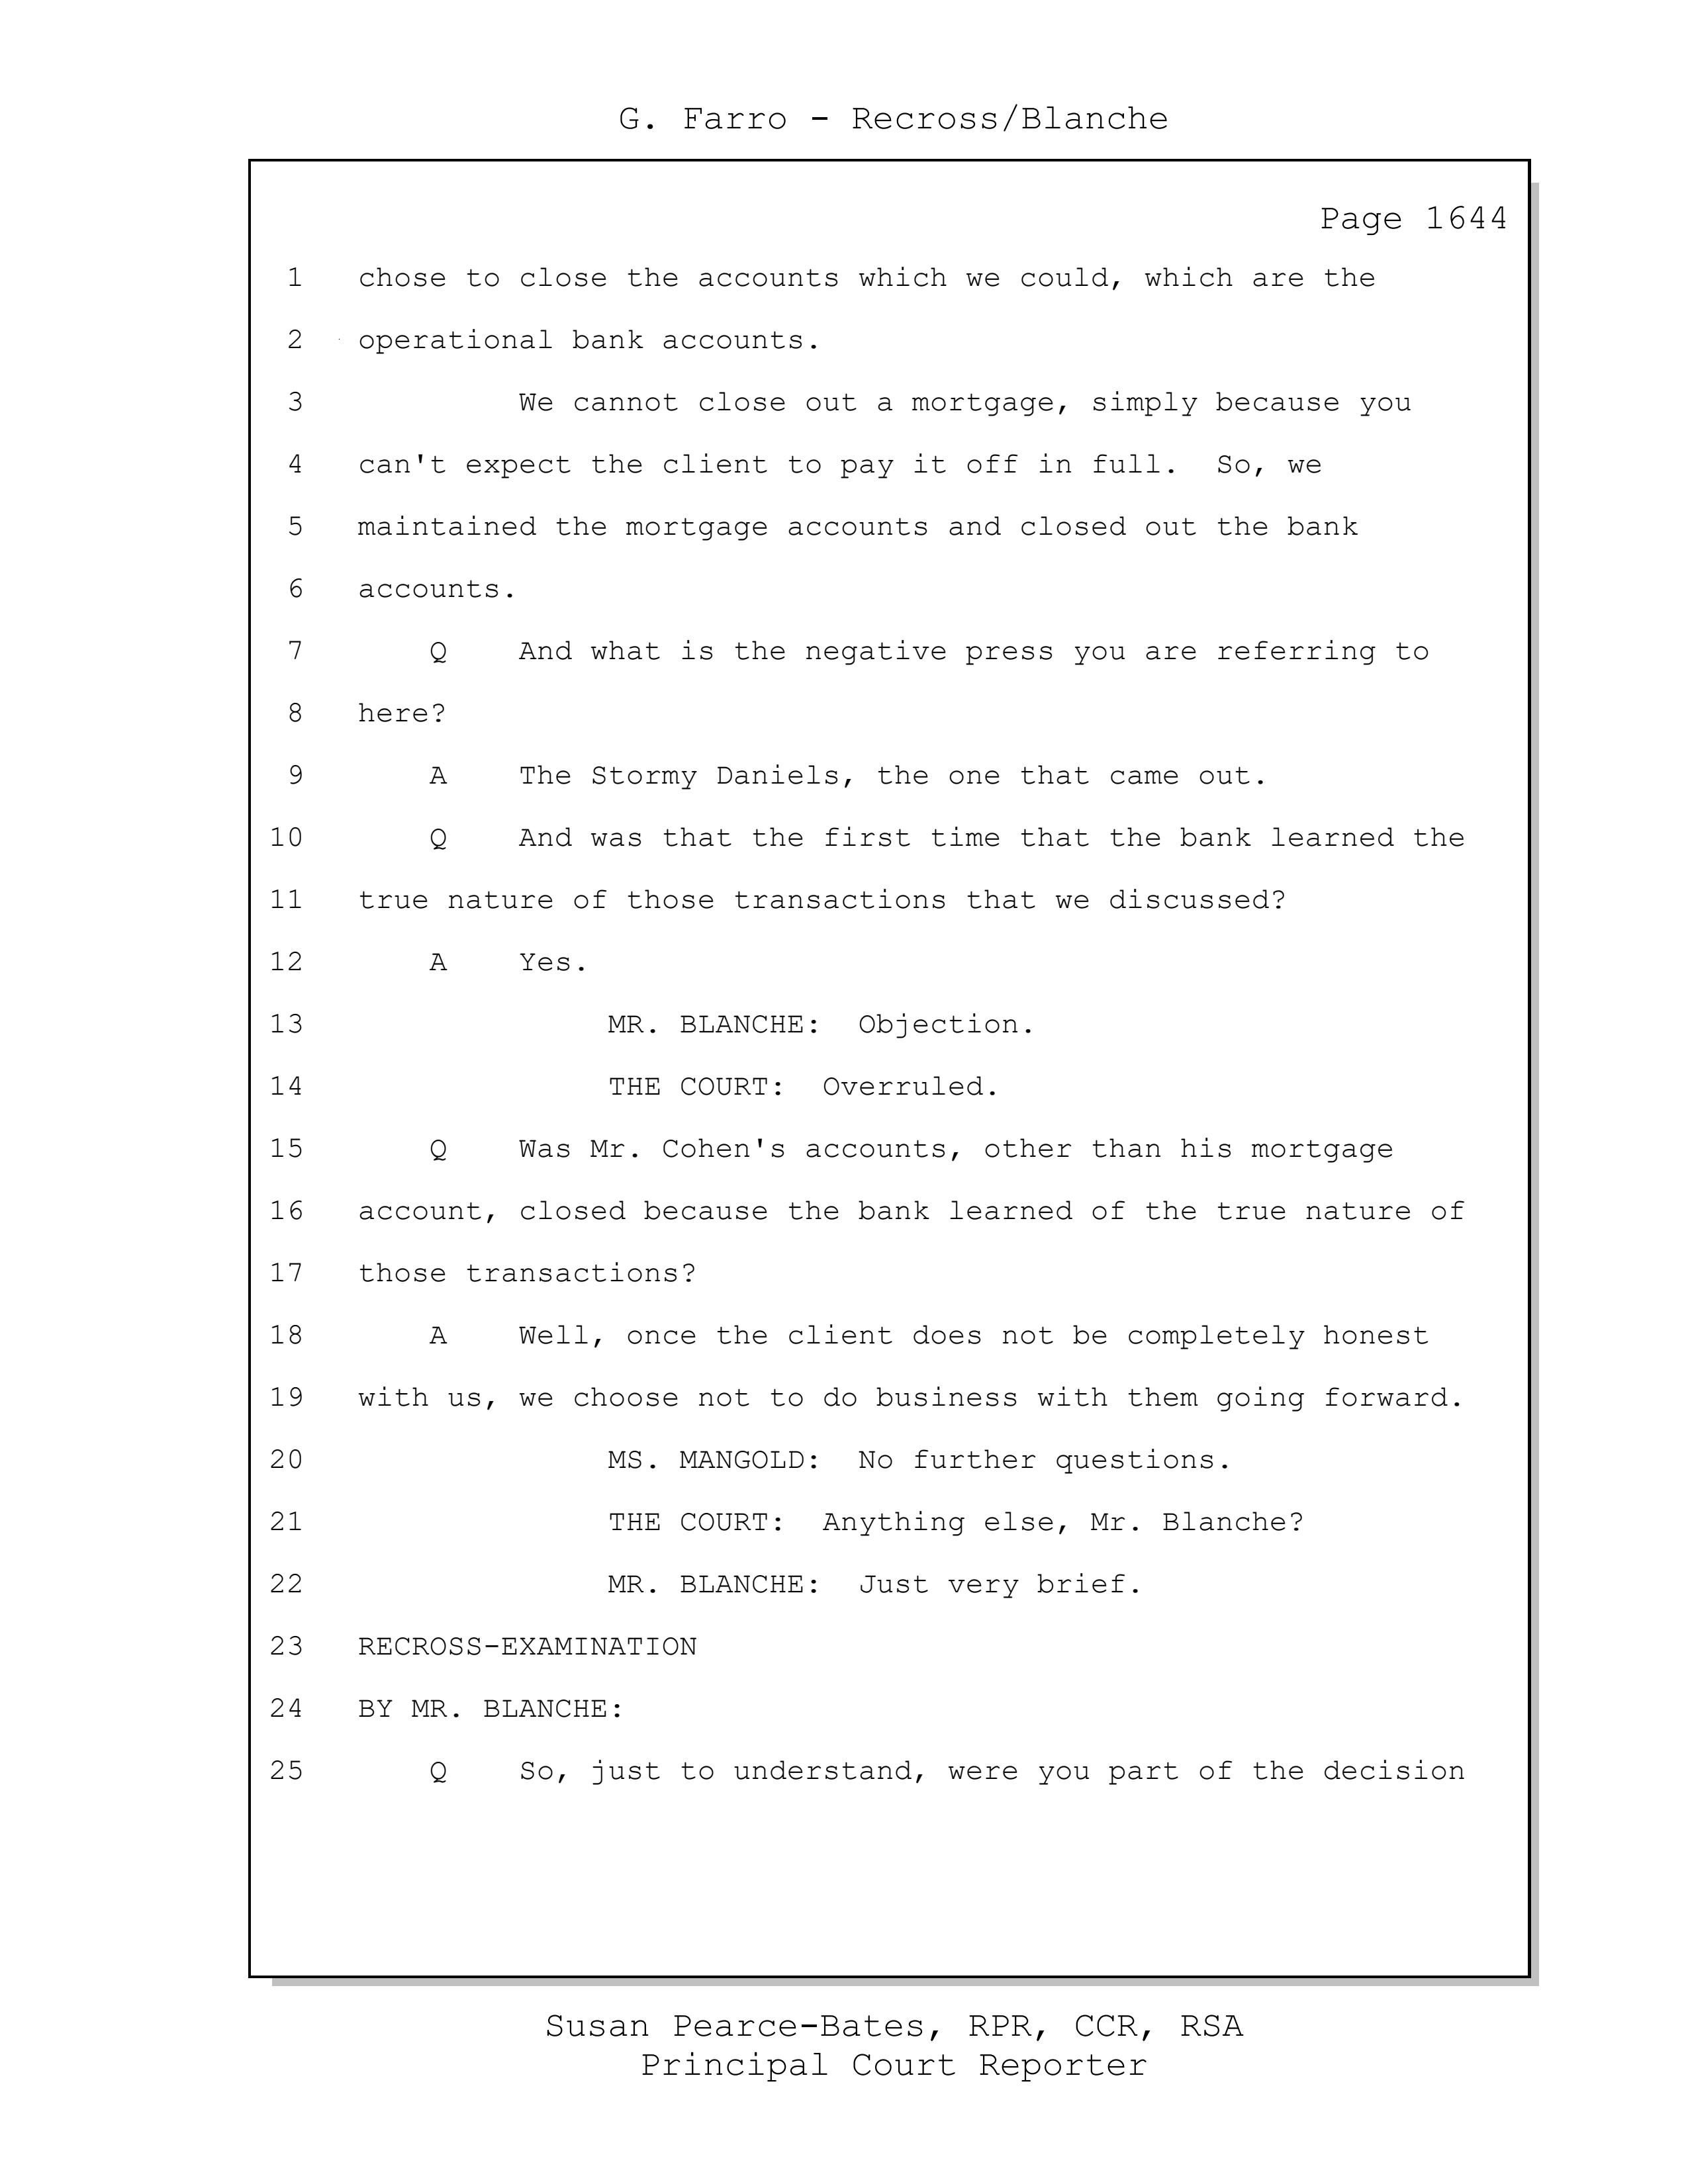 G. Farro - Recross/Blanche
Page 1644
1 chose to close the accounts which we could, which are the
2 operational bank accounts.
3 We cannot close out a mortgage, simply because you
4 can't expect the client to pay it off in full. So, we
5 maintained the mortgage accounts and closed out the bank
6 accounts.
7 Q And what is the negative press you are referring to
8 here?
9 A The Stormy Daniels, the one that came out.
10 Q And was that the first time that the bank learned the
11 true nature of those transactions that we discussed?
12 A Yes.
13 MR. BLANCHE: Objection.
14 THE COURT: Overruled.
15 Q Was Mr. Cohen's accounts, other than his mortgage
16 account, closed because the bank learned of the true nature of
17 those transactions?
18 A Well, once the client does not be completely honest
19 with us, we choose not to do business with them going forward.
20 MS. MANGOLD: No further questions.
21 THE COURT: Anything else, Mr. Blanche?
22 MR. BLANCHE: Just very brief.
23 RECROSS-EXAMINATION
24 BY MR. BLANCHE:
25 Q So, just to understand, were you part of the decision
Susan Pearce-Bates, RPR, CCR, RSA
Principal Court Reporter